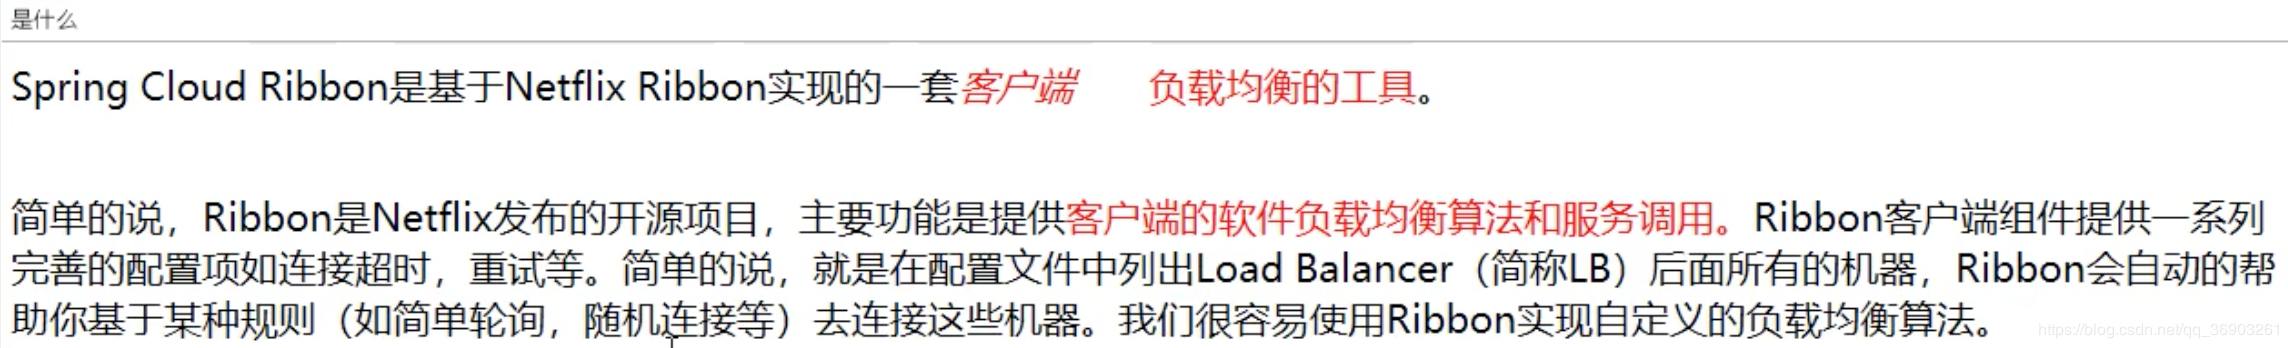 是什么
Spring Cloud Ribbon是基于Netflix Ribbon实现的一套客户端 负载均衡的工具。
简单的说，Ribbon是Netflix发布的开源项目，主要功能是提供客户端的软件负载均衡算法和服务调用。Ribbon客户端组件提供一系列
完善的配置项如连接超时，重试等。简单的说，就是在配置文件中列出Load Balancer（简称LB）后面所有的机器，Ribbon会自动的帮
助你基于某种规则（如简单轮询，随机连接等）去连接这些机器。我们很容易使用Ribbon实现自定义的负载均衡算法。
https://blog.csdn.net/qq_36903261